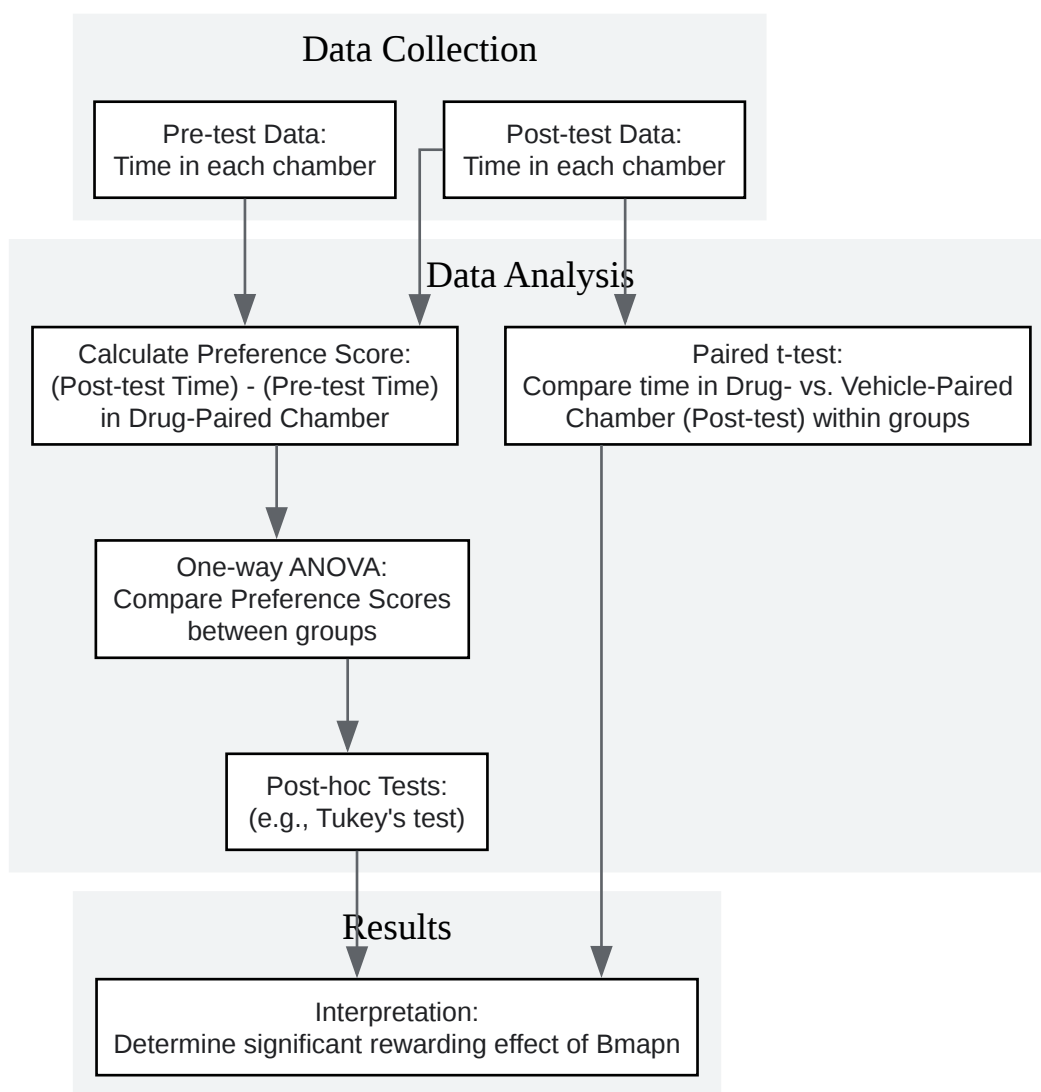 Data Collection
Pre-test Data:
Time in each chamber
Post-test Data:
Time in each chamber
Data Analysis
Calculate Preference Score:
(Post-test Time) - (Pre-test Time)
in Drug-Paired Chamber
Paired t-test:
Compare time in Drug- vs. Vehicle-Paired
Chamber (Post-test) within groups
One-way ANOVA:
Compare Preference Scores
between groups
Post-hoc Tests:
(e.g., Tukey's test)
Results
Interpretation:
Determine significant rewarding effect of Bmapn